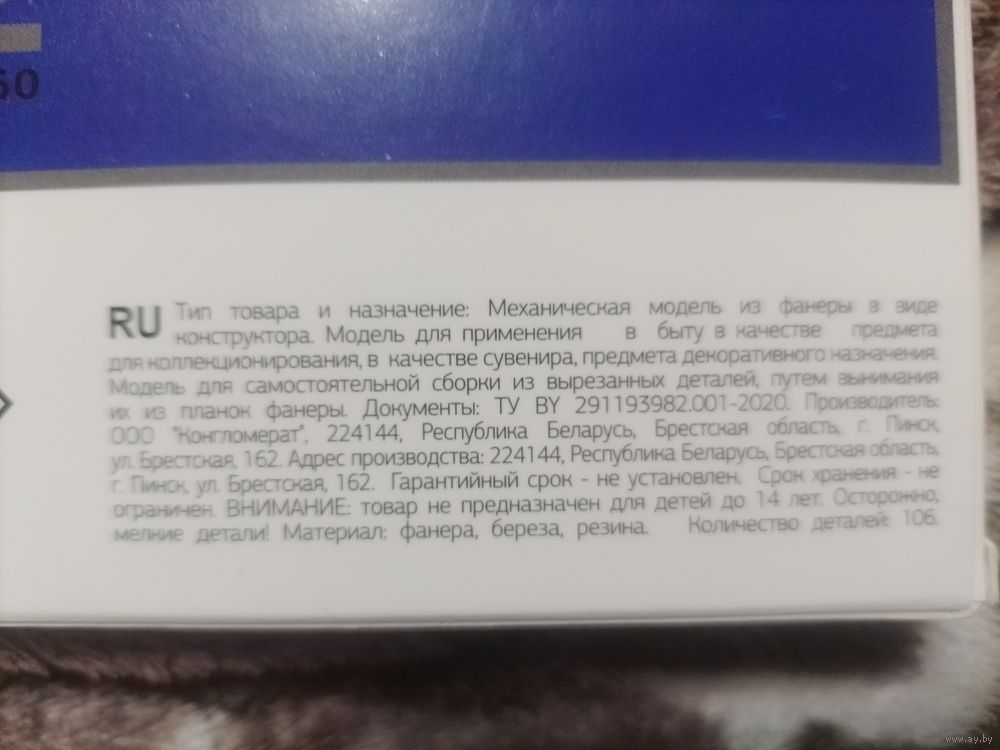 60
RU Тип товара и назначение: Механическая модель из фанеры в виде
конструктора. Модель для применения в быту в качестве предмета
для коллекционирования, в качестве сувенира, предмета декоративного назначения.
Модель для самостоятельной сборки из вырезанных деталей, путем вынимания
их из планок фанеры. Документы: ТУ BY 291193982.001-2020. Производитель:
ООО "Конгломерат", 224144, Республика Беларусь, Брестская область, г. Пинск,
ул. Брестская, 162. Адрес производства: 224144, Республика Беларусь, Брестская область,
г. Пинск, ул. Брестская, 162. Гарантийный срок - не установлен. Срок хранения - не
ограничен. ВНИМАНИЕ: товар не предназначен для детей до 14 лет. Осторожно,
мелкие детали! Материал: фанера, береза, резина. Количество деталей: 106.
www.ay.by